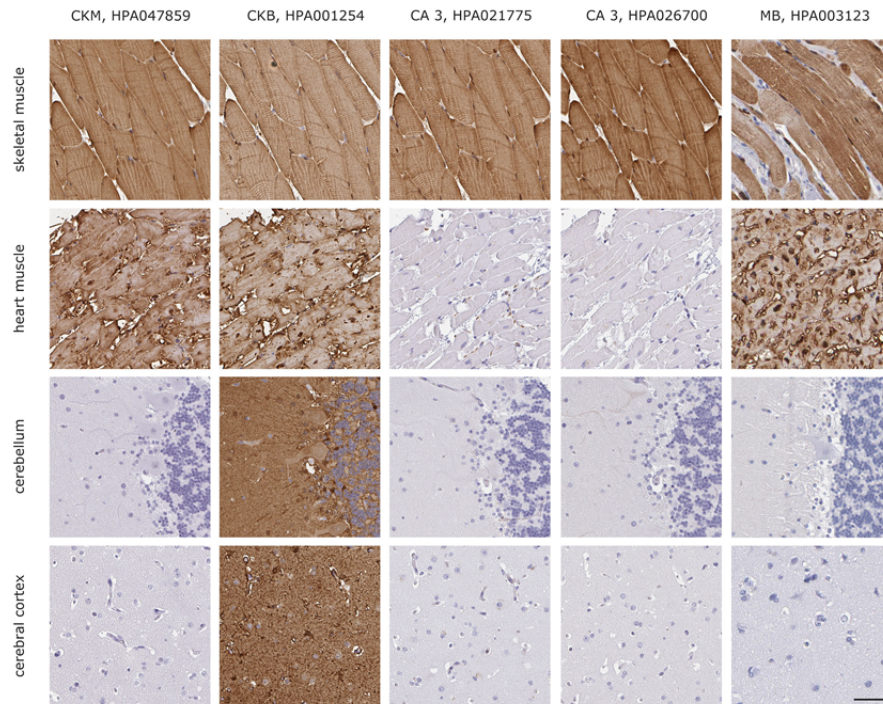 CKM, HPA047859
CKB, HPA001254
CA 3, HPA021775
CA 3, HPA026700
MB, HPA003123
skeletal muscle
heart muscle
cerebellum
cerebral cortex